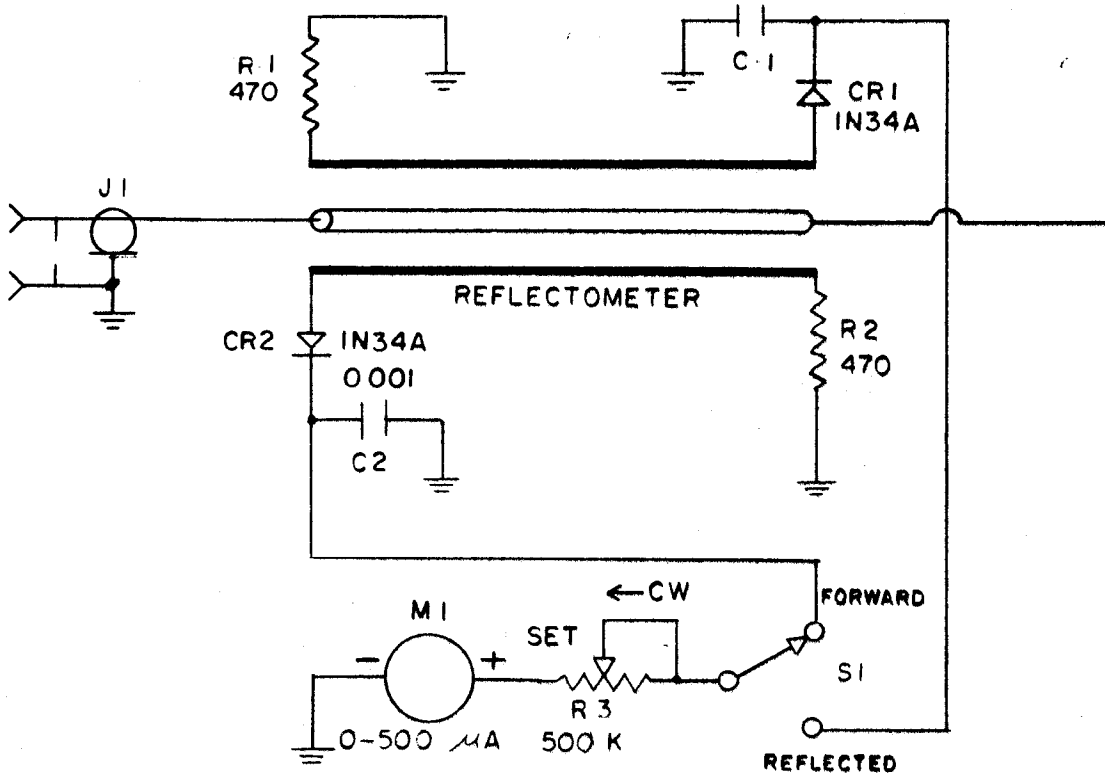 R 1
470
C 1
CR1
1N34A
J1
REFLECTOMETER
CR2
1N34A
0 001
C2
R2
470
←CW
FORWARD
M1
SET
−
+
S1
R3
0-500 μA
500 K
REFLECTED